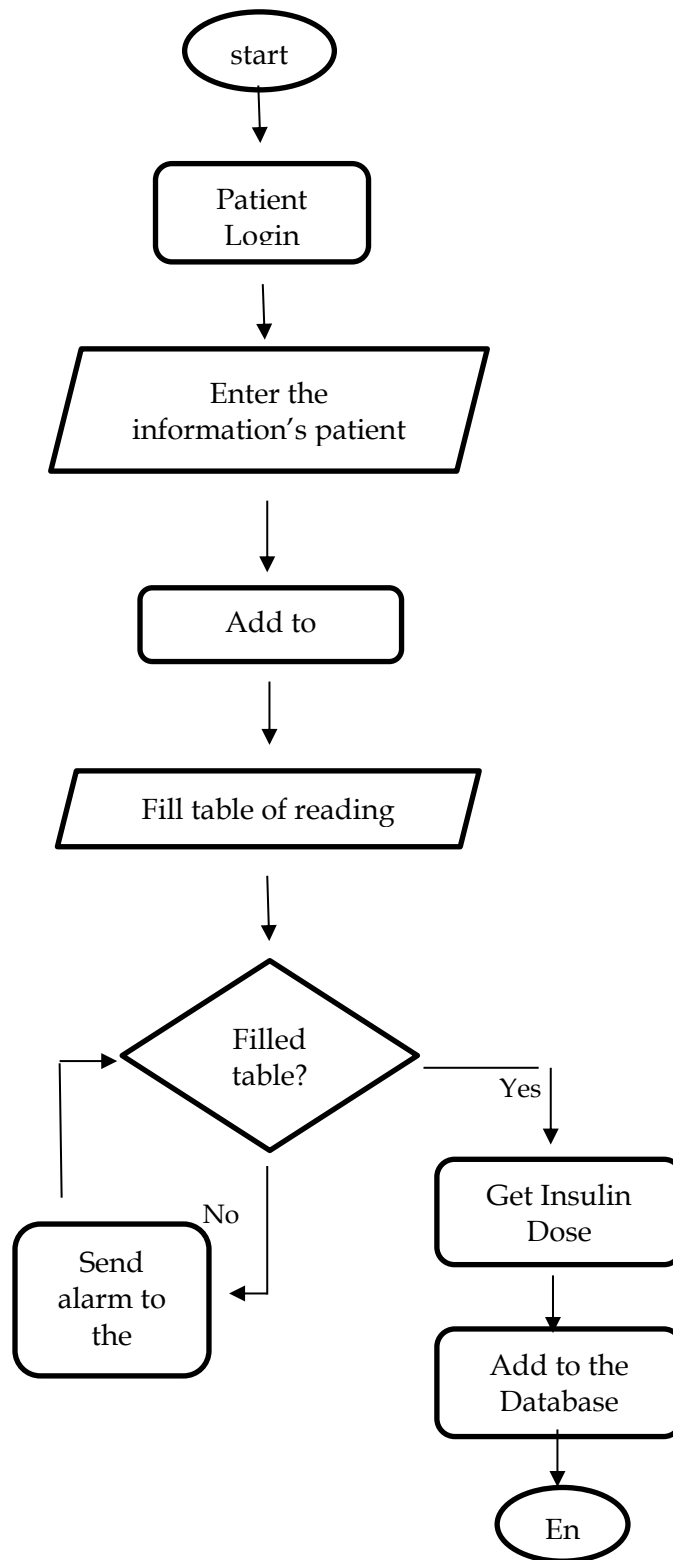 start
Patient
Login
Enter the
information’s patient
Add to
Fill table of reading
Filled
table?
Yes
No
Send
alarm to
the
Get Insulin
Dose
Add to the
Database
En